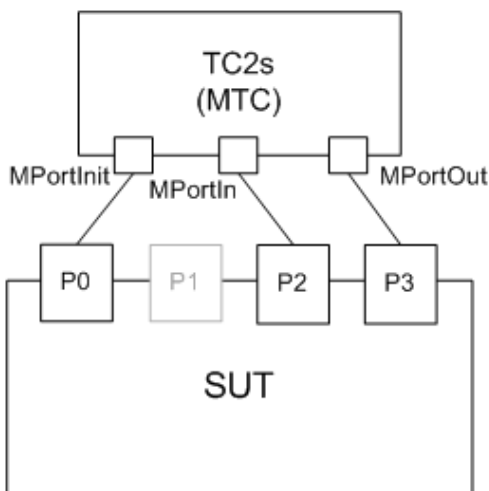 TC2s
(MTC)
MPortInit
MPortIn
MPortOut
P0
P1
P2
P3
SUT